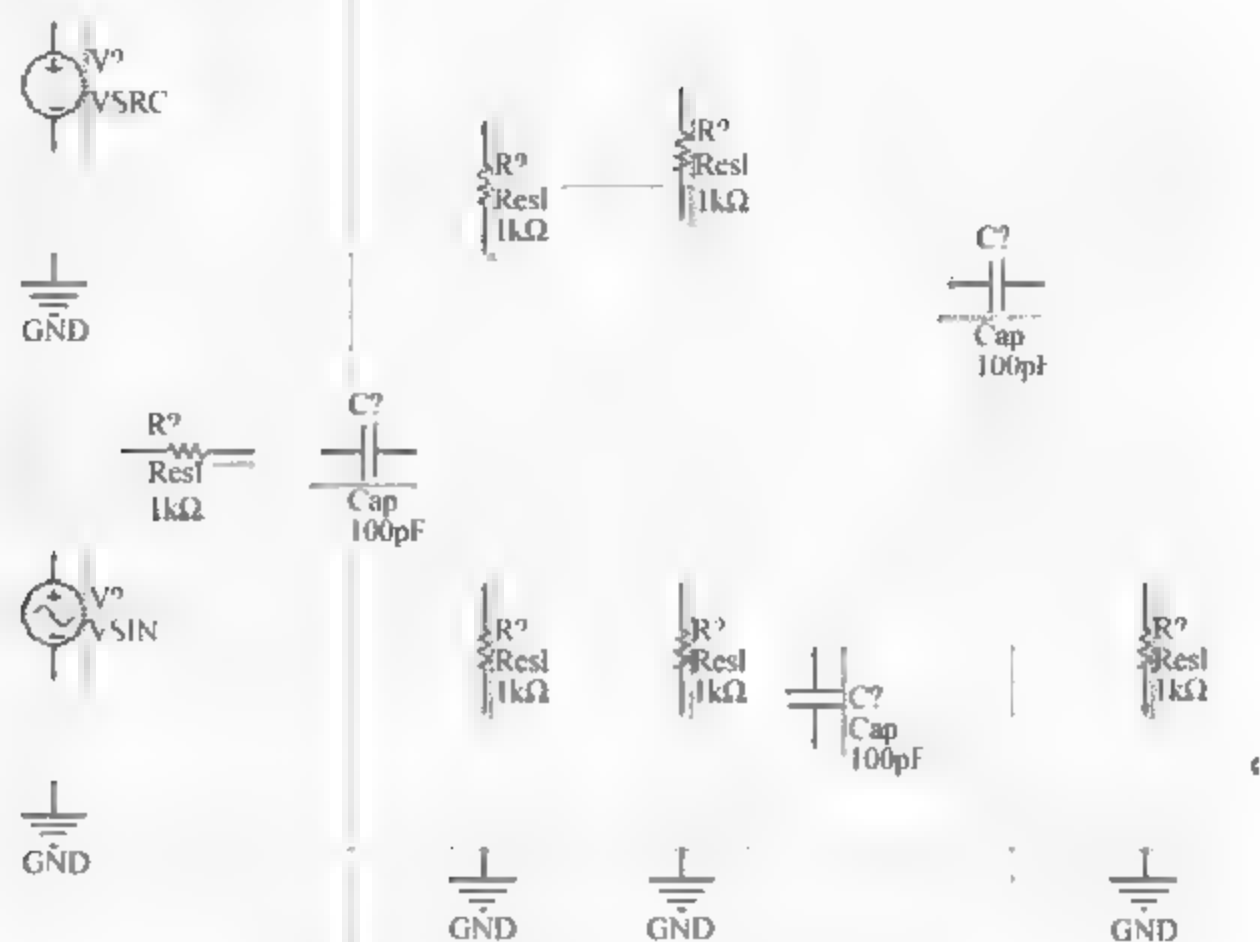 V?
VSRC
R?
Res1
1kΩ
R?
Res1
1kΩ
GND
C?
Cap
100pF
R?
Res1
1kΩ
C?
Cap
100pF
V?
VSIN
R?
Res1
1kΩ
R?
Res1
1kΩ
C?
Cap
100pF
R?
Res1
1kΩ
GND
GND
GND
GND